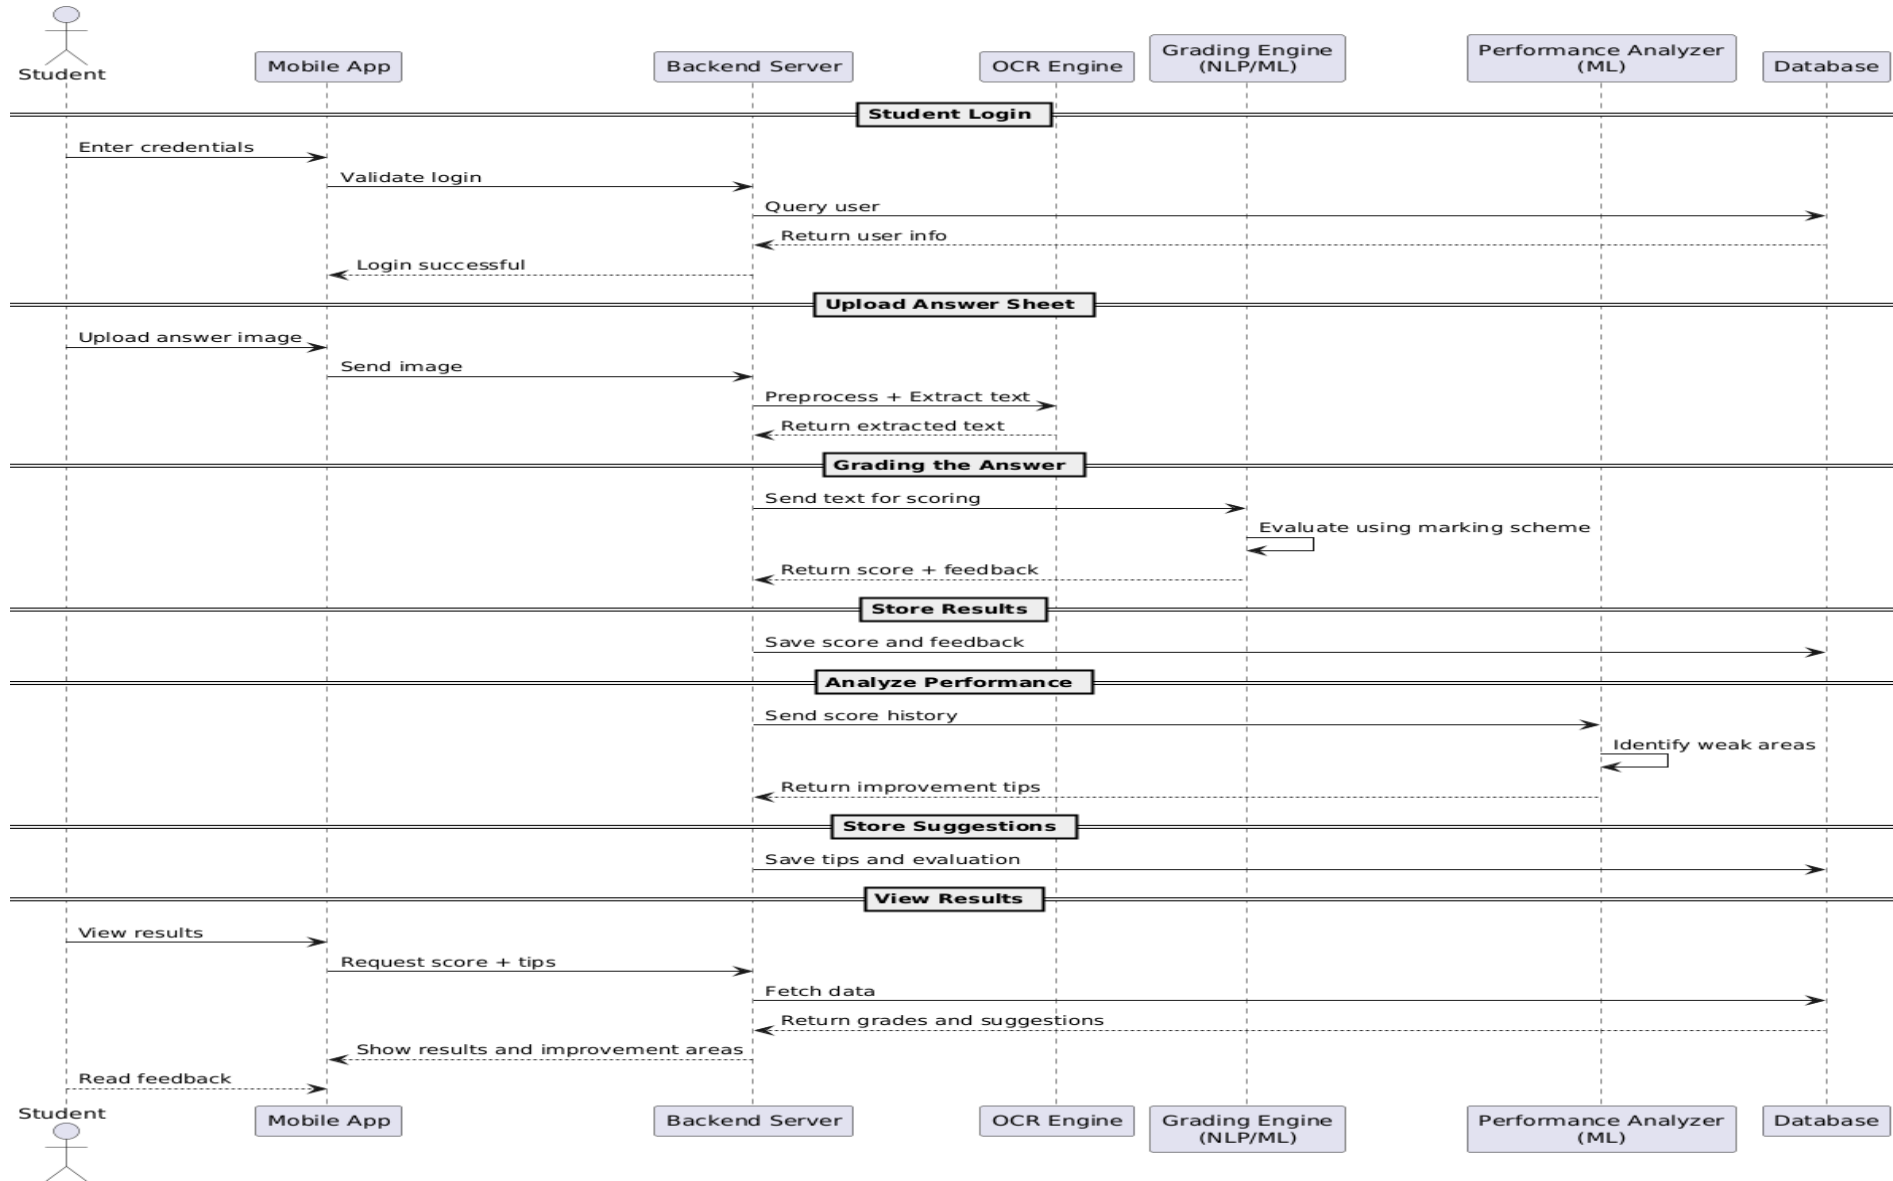 Student
Mobile App
Backend Server
OCR Engine
Grading Engine
(NLP/ML)
Performance Analyzer
(ML)
Database
Student Login
Enter credentials
Validate login
Query user
Return user info
Login successful
Upload Answer Sheet
Upload answer image
Send image
Preprocess + Extract text
Return extracted text
Grading the Answer
Send text for scoring
Evaluate using marking scheme
Return score + feedback
Store Results
Save score and feedback
Analyze Performance
Send score history
Identify weak areas
Return improvement tips
Store Suggestions
Save tips and evaluation
View Results
View results
Request score + tips
Fetch data
Return grades and suggestions
Show results and improvement areas
Read feedback
Student
Mobile App
Backend Server
OCR Engine
Grading Engine
(NLP/ML)
Performance Analyzer
(ML)
Database